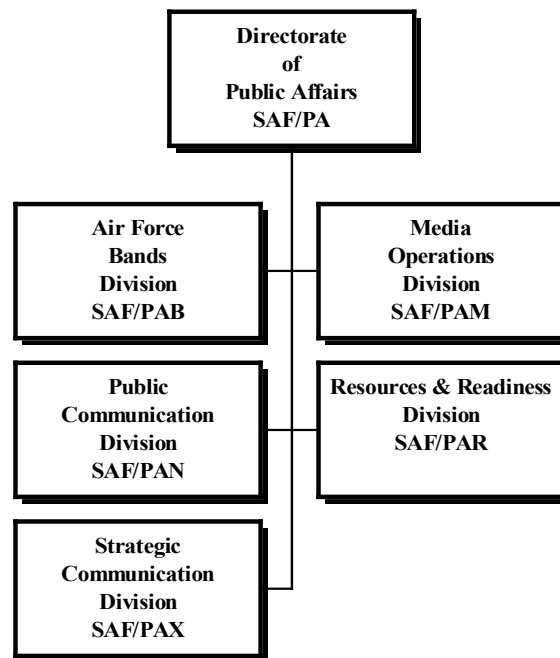 Directorate
of
Public Affairs
SAF/PA
Air Force
Bands
Division
SAF/PAB
Media
Operations
Division
SAF/PAM
Public
Communication
Division
SAF/PAN
Resources & Readiness
Division
SAF/PAR
Strategic
Communication
Division
SAF/PAX